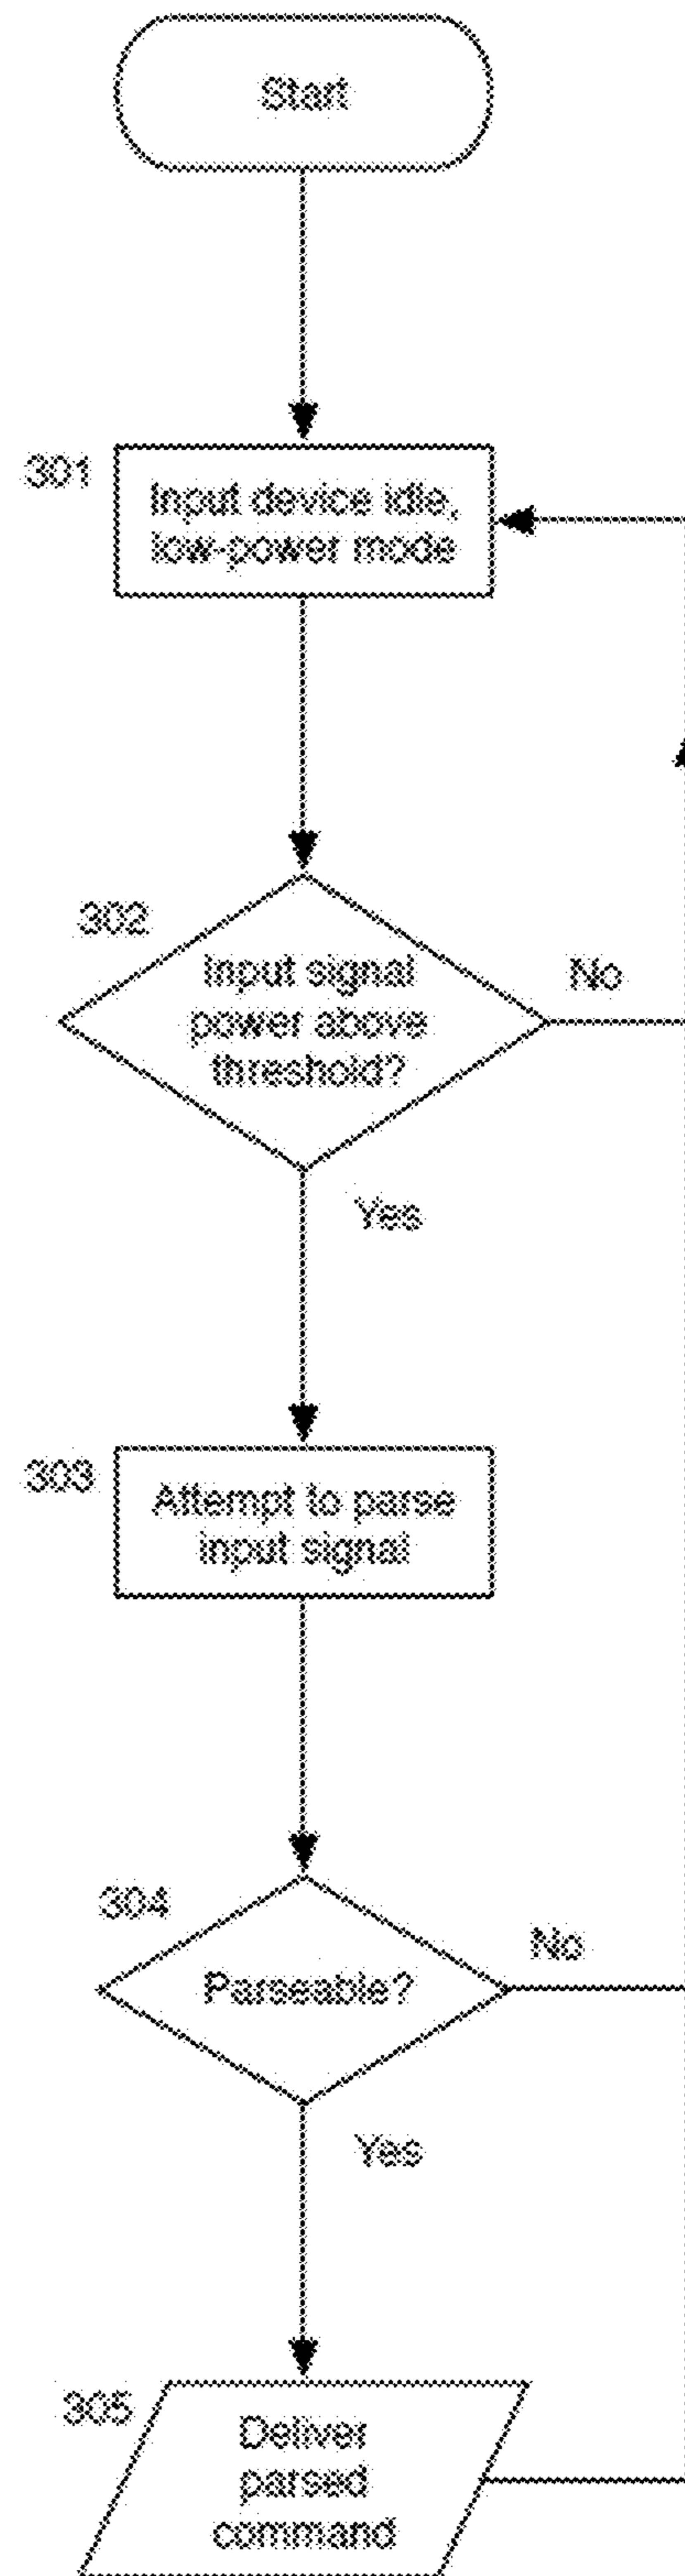 Start
301
Input device idle,
low-power mode
302
Input signal
power above
threshold?
No
Yes
303
Attempt to parse
input signal
304
Parseable?
No
Yes
305
Deliver
parsed
command